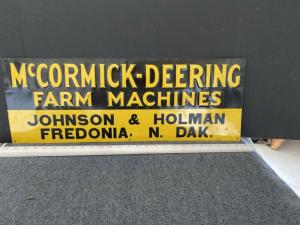 McCORMICK-DEERING
FARM MACHINES
JOHNSON & HOLMAN
FREDONIA, N. DAK.